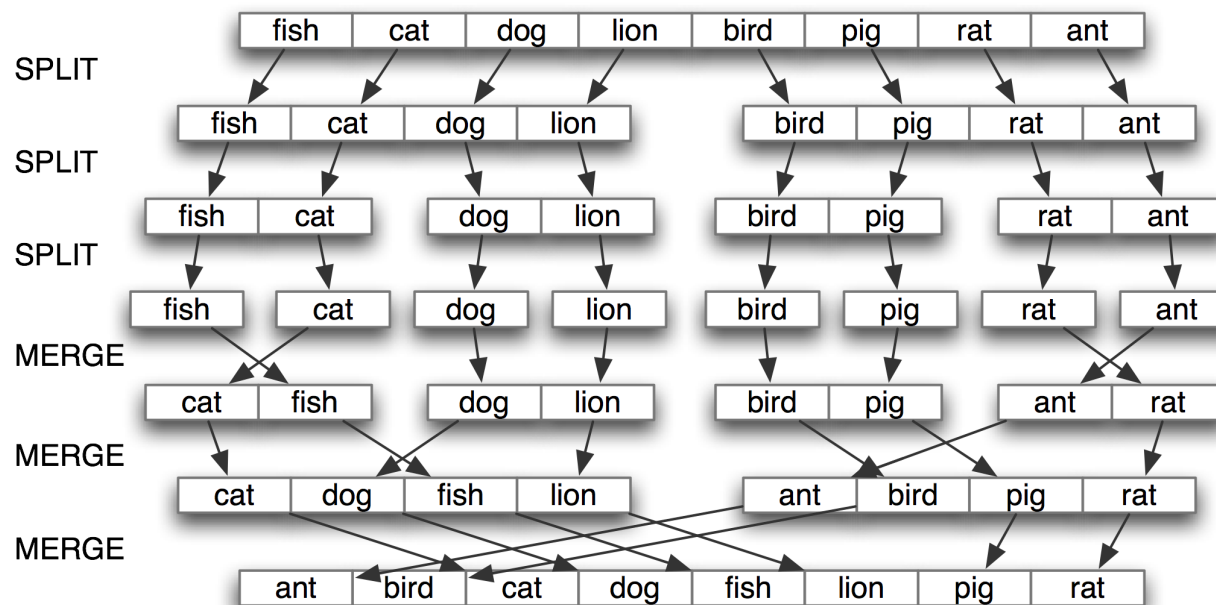 fish cat dog lion bird pig rat ant
SPLIT
fish cat dog lion bird pig rat ant
SPLIT
fish cat dog lion bird pig rat ant
SPLIT
fish cat dog lion bird pig rat ant
MERGE
cat fish dog lion bird pig ant rat
MERGE
cat dog fish lion ant bird pig rat
MERGE
ant bird cat dog fish lion pig rat